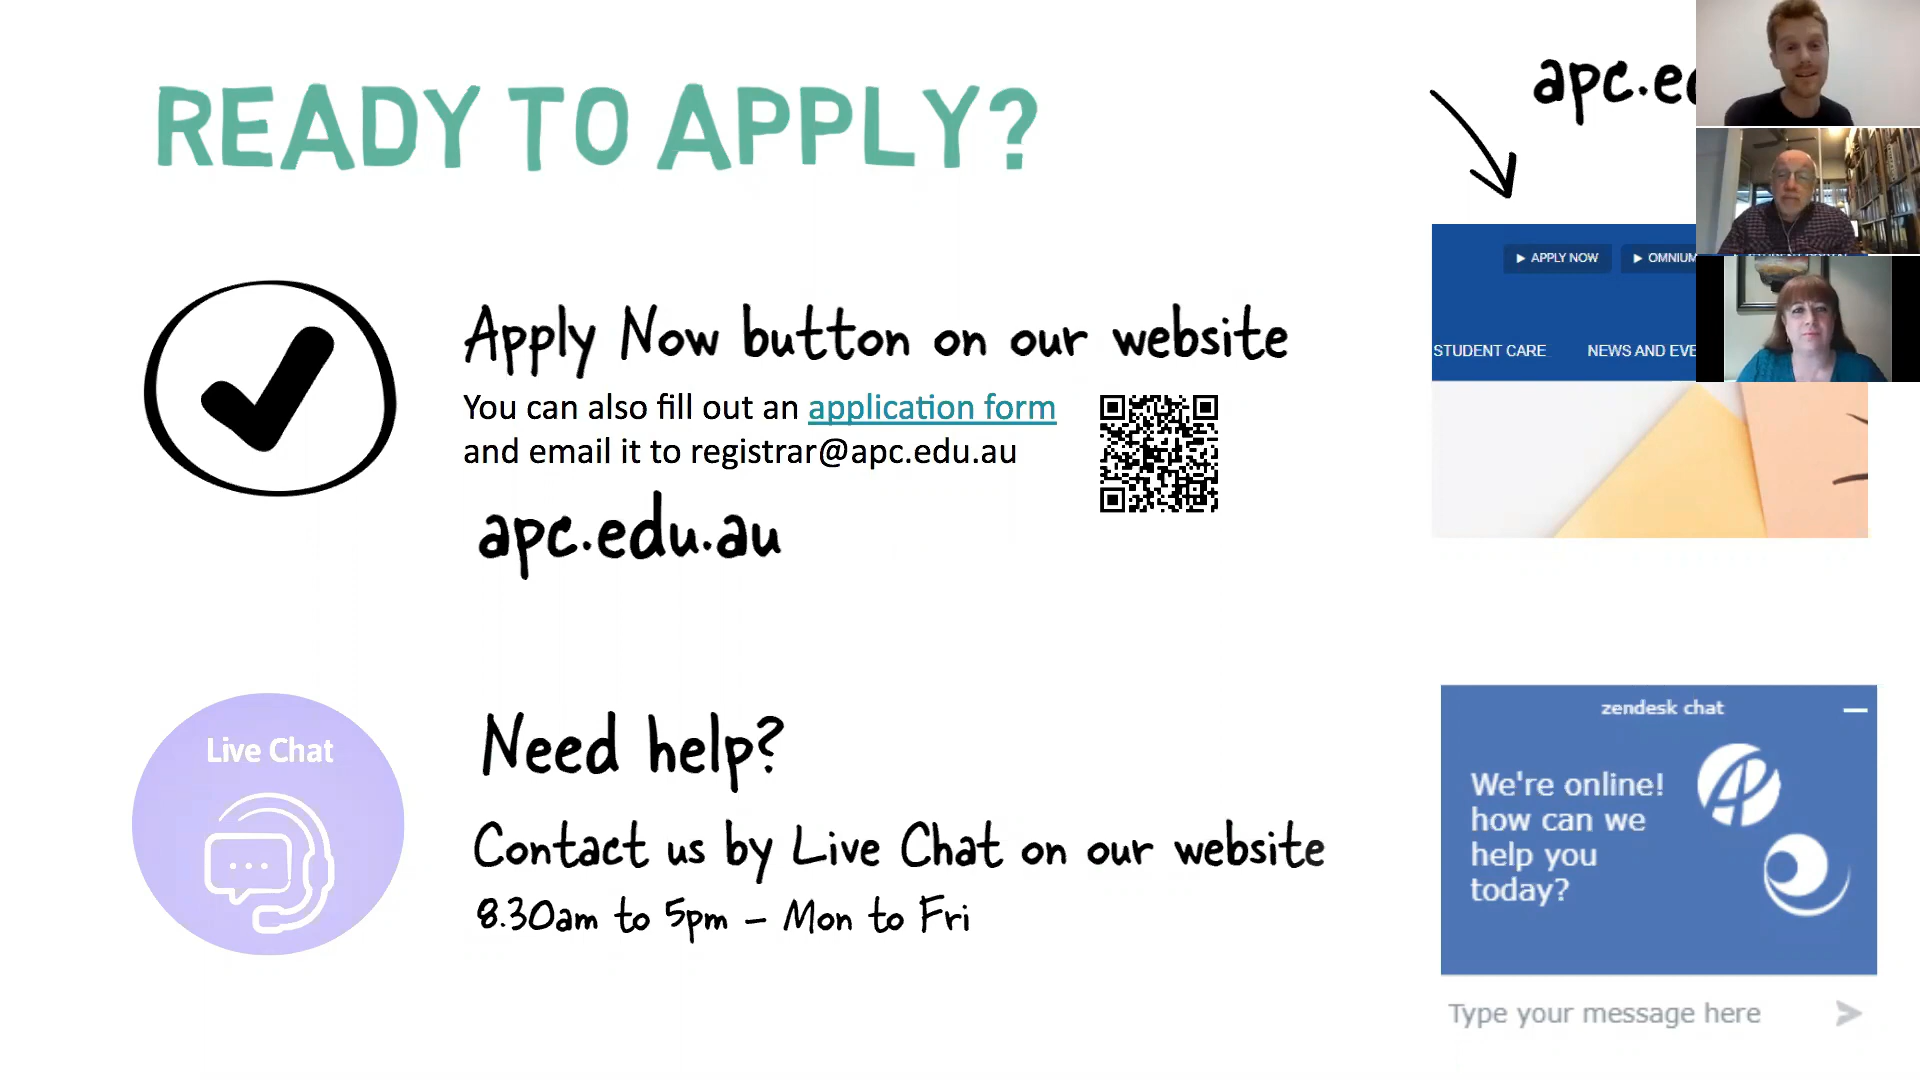 READY TO APPLY?
apc.ed
▶ APPLY NOW ▶ OMNIUM
STUDENT CARE NEWS AND EVE
Apply Now button on our website
You can also fill out an application form
and email it to registrar@apc.edu.au
apc.edu.au
Live Chat
Need help?
Contact us by Live Chat on our website
8.30am to 5pm – Mon to Fri
zendesk chat
We're online!
how can we
help you
today?
Type your message here